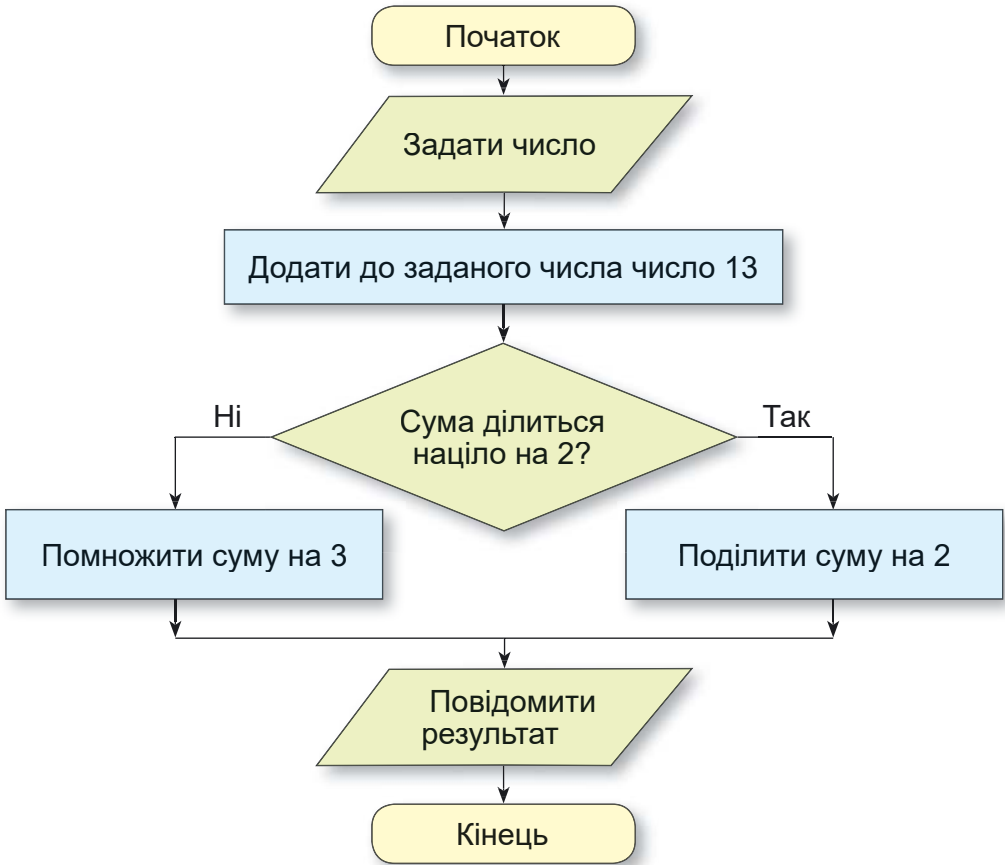 Початок
Задати число
Додати до заданого числа число 13
Ні
Сума ділиться
націло на 2?
Так
Помножити суму на 3
Поділити суму на 2
Повідомити
результат
Кінець